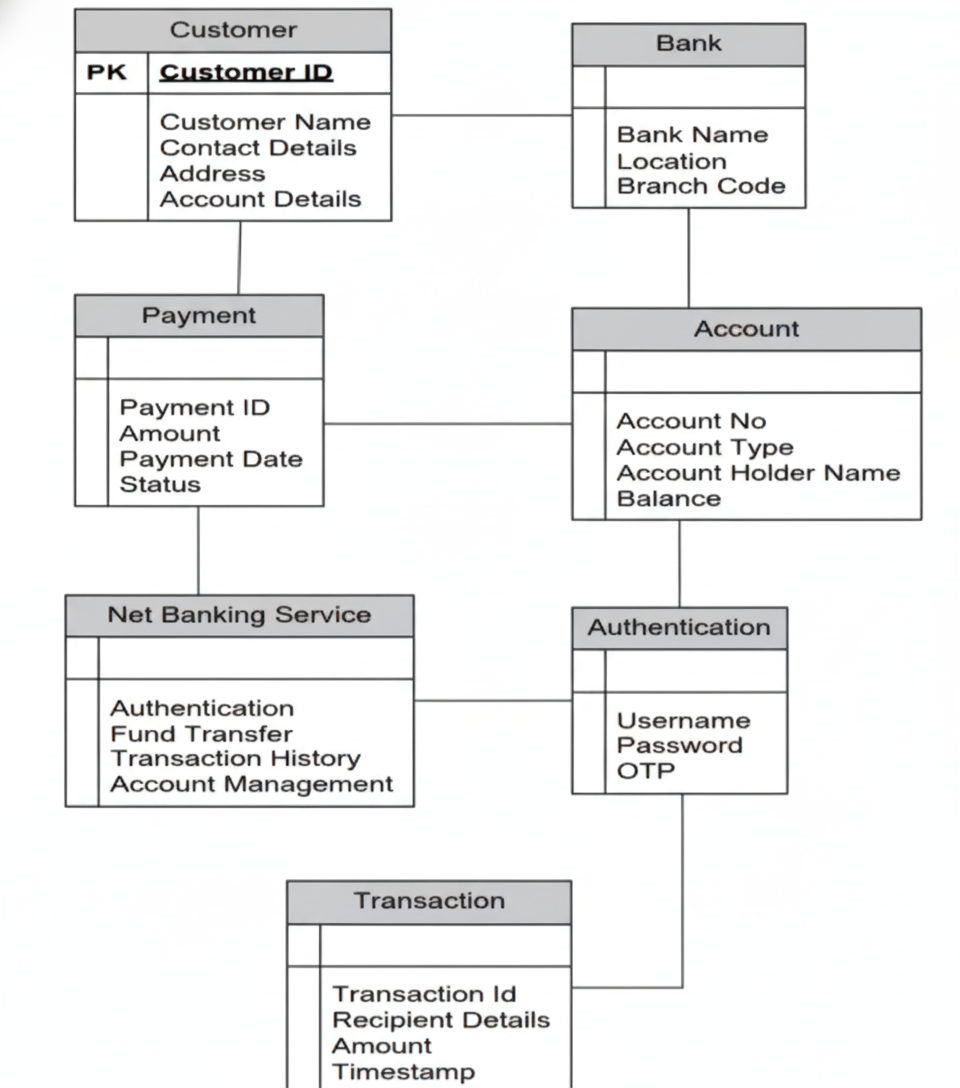 Customer
PK Customer ID
Customer Name
Contact Details
Address
Account Details
Bank
Bank Name
Location
Branch Code
Payment
Payment ID
Amount
Payment Date
Status
Account
Account No
Account Type
Account Holder Name
Balance
Net Banking Service
Authentication
Fund Transfer
Transaction History
Account Management
Authentication
Username
Password
OTP
Transaction
Transaction Id
Recipient Details
Amount
Timestamp